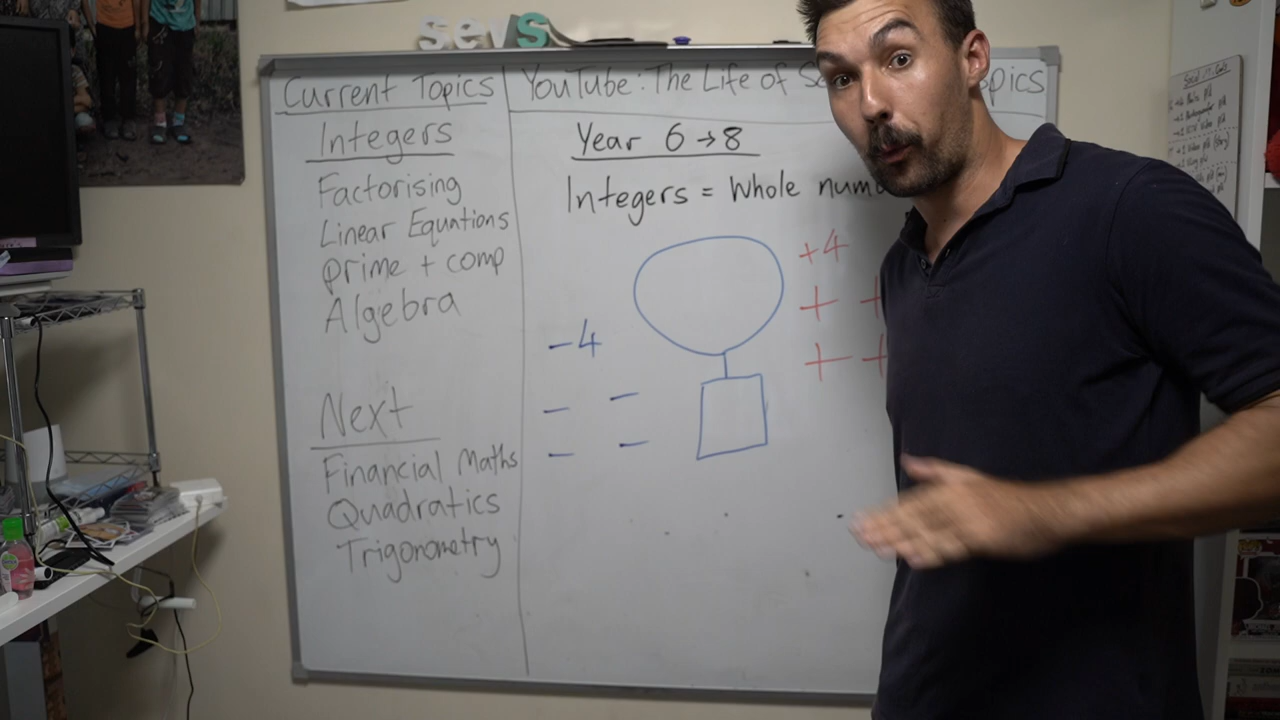 sevs
Current Topics
Integers
Factorising
Linear Equations
prime + comp
Algebra
Next
Financial Maths
Quadratics
Trigonometry
YouTube: The Life of
Year 6 → 8
Integers = Whole
-4
- -
- -
+4
+ +
+ +